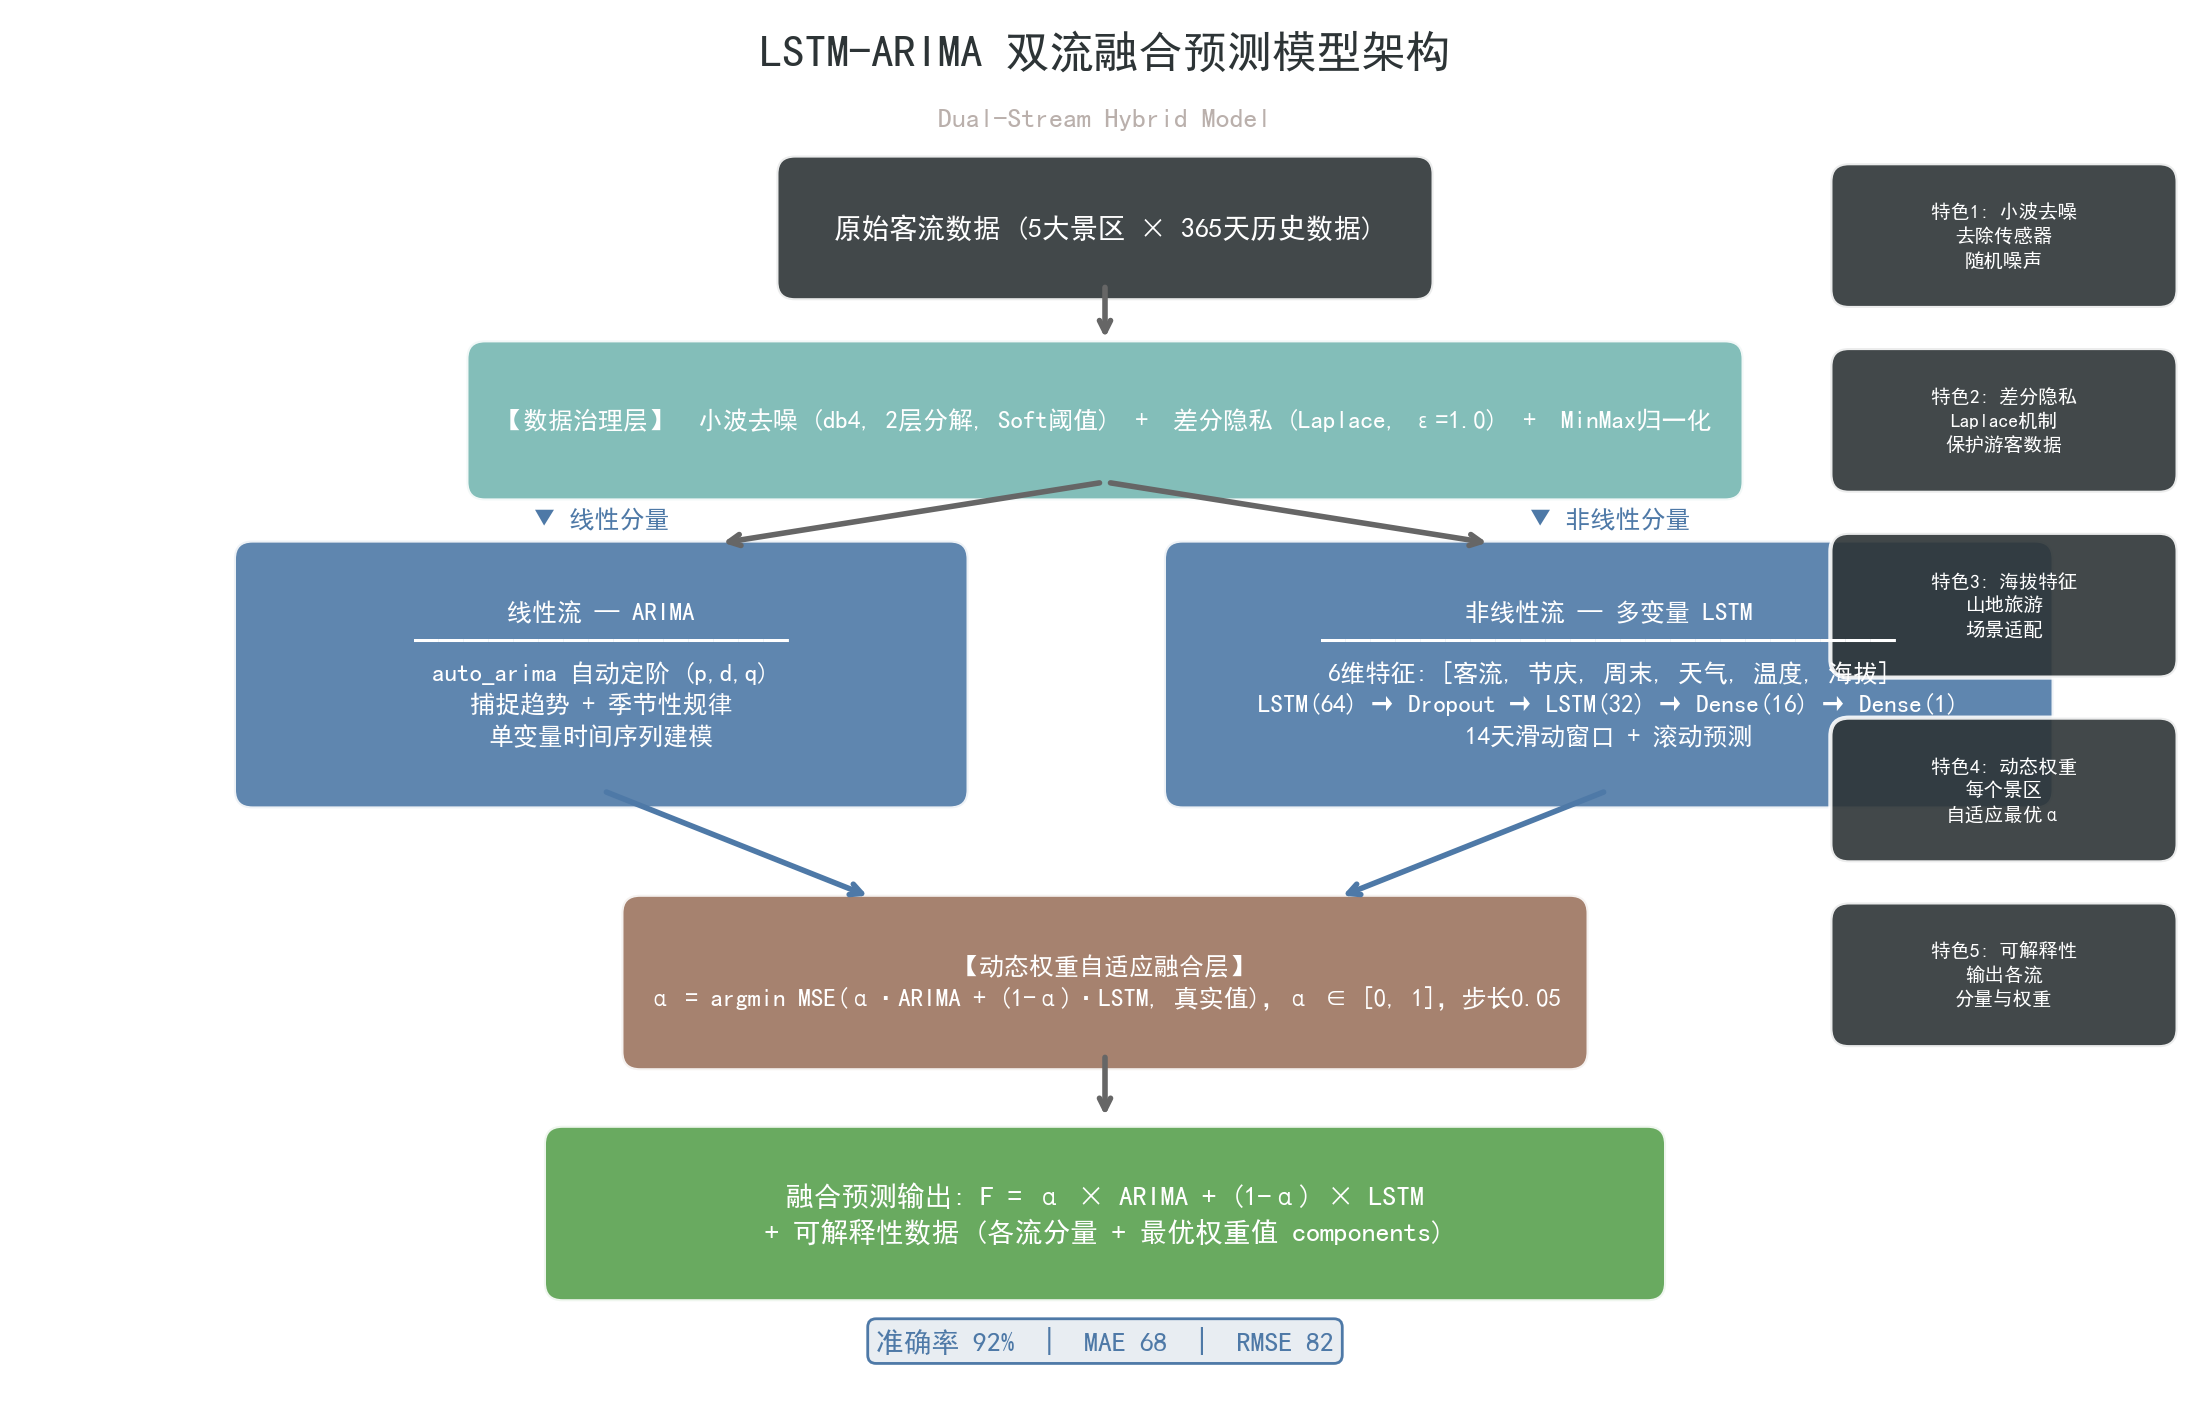 LSTM-ARIMA 双流融合预测模型架构
Dual-Stream Hybrid Model
原始客流数据 (5大景区 × 365天历史数据)
【数据治理层】 小波去噪 (db4, 2层分解, Soft阈值) + 差分隐私 (Laplace, ε=1.0) + MinMax归一化
▼ 线性分量
▼ 非线性分量
线性流 — ARIMA
auto_arima 自动定阶 (p,d,q)
捕捉趋势 + 季节性规律
单变量时间序列建模
非线性流 — 多变量 LSTM
6维特征: [客流, 节庆, 周末, 天气, 温度, 海拔]
LSTM(64) → Dropout → LSTM(32) → Dense(16) → Dense(1)
14天滑动窗口 + 滚动预测
【动态权重自适应融合层】
α = argmin MSE(α·ARIMA + (1-α)·LSTM, 真实值), α ∈ [0, 1], 步长0.05
融合预测输出: F = α × ARIMA + (1-α) × LSTM
+ 可解释性数据 (各流分量 + 最优权重值 components)
准确率 92% | MAE 68 | RMSE 82
特色1: 小波去噪
去除传感器
随机噪声
特色2: 差分隐私
Laplace机制
保护游客数据
特色3: 海拔特征
山地旅游
场景适配
特色4: 动态权重
每个景区
自适应最优α
特色5: 可解释性
输出各流
分量与权重